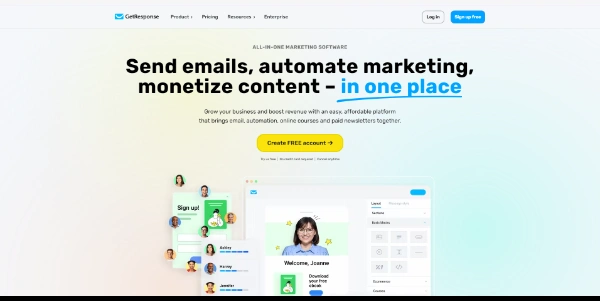 GetResponse
Product
Pricing
Resources
Enterprise
Log in
Sign up free
ALL-IN-ONE MARKETING SOFTWARE
Send emails, automate marketing,
monetize content – in one place
Grow your business and boost revenue with an easy, affordable platform
that brings email, automation, online courses and paid newsletters together.
Create FREE account →
Sign up!
Ashley
Harvey
Jennifer
Welcome, Joanne
Download
your free
ebook
Layout
Sections